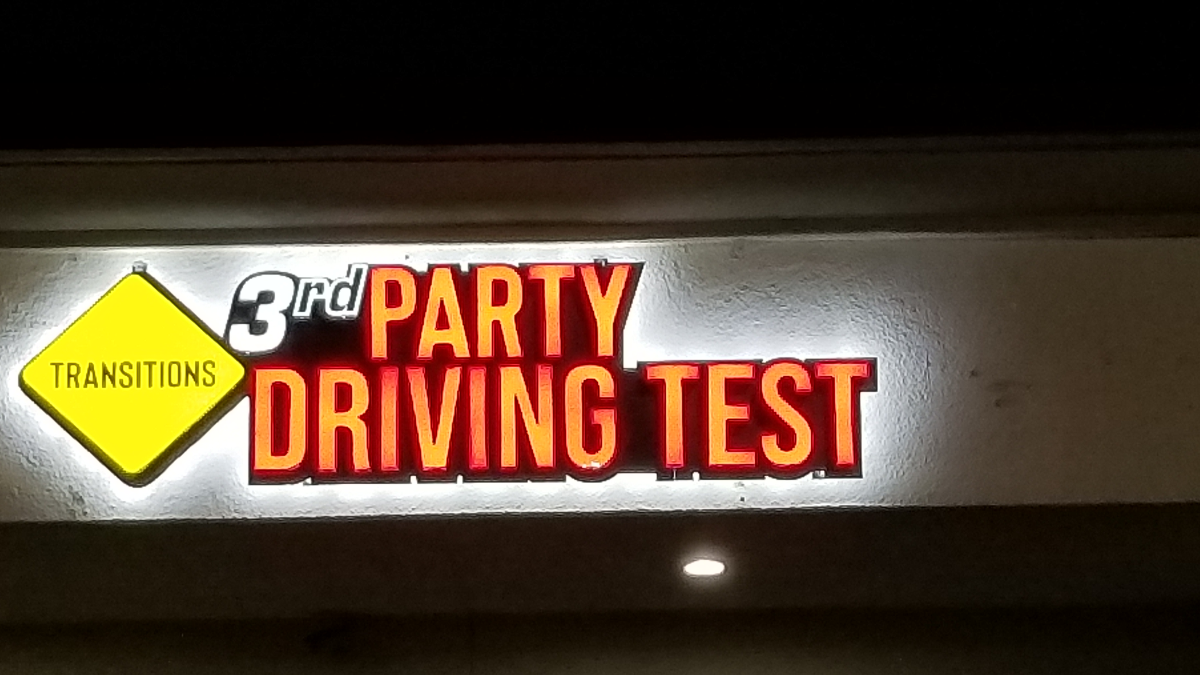 TRANSITIONS
3rd PARTY
DRIVING TEST